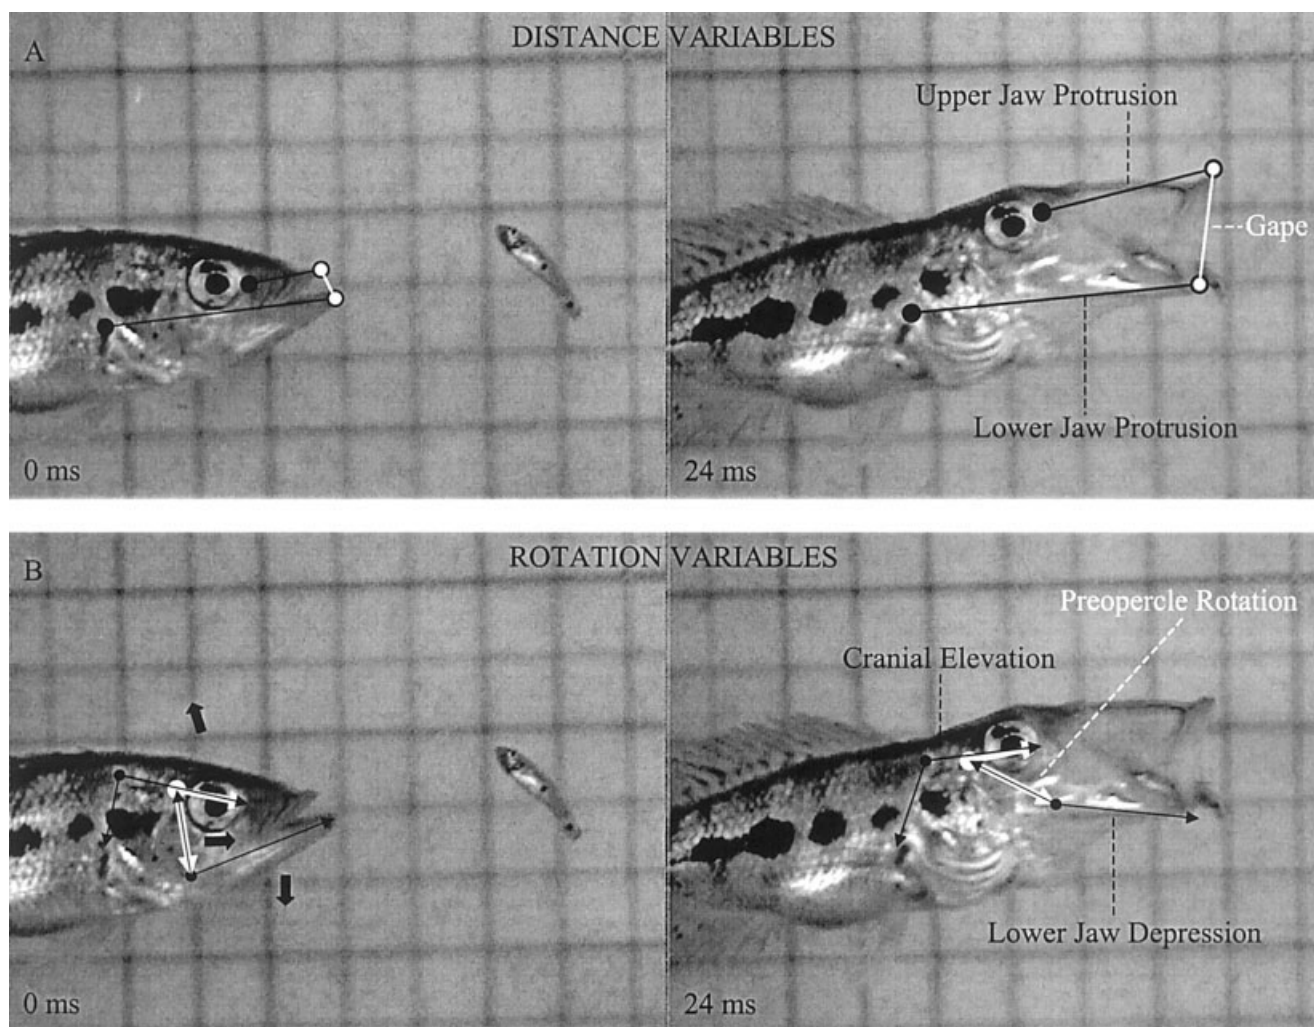 A
DISTANCE VARIABLES
Upper Jaw Protrusion
Gape
Lower Jaw Protrusion
0 ms
24 ms
B
ROTATION VARIABLES
Preopercle Rotation
Cranial Elevation
Lower Jaw Depression
0 ms
24 ms